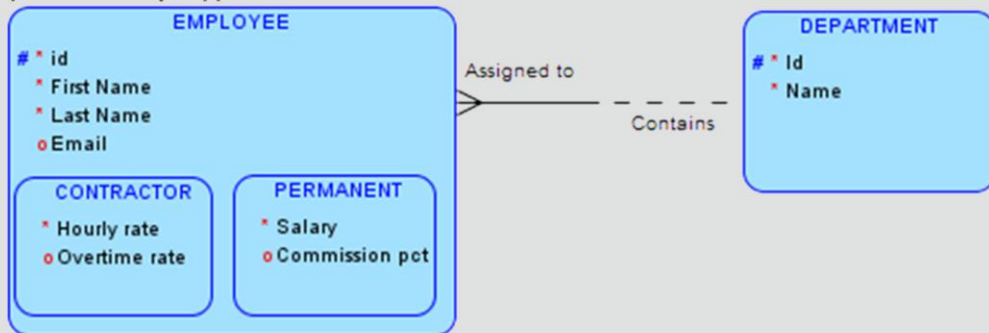 EMPLOYEE
# * id
* First Name
* Last Name
o Email
CONTRACTOR
* Hourly rate
o Overtime rate
PERMANENT
* Salary
o Commission pct
Assigned to
Contains
DEPARTMENT
# * Id
* Name